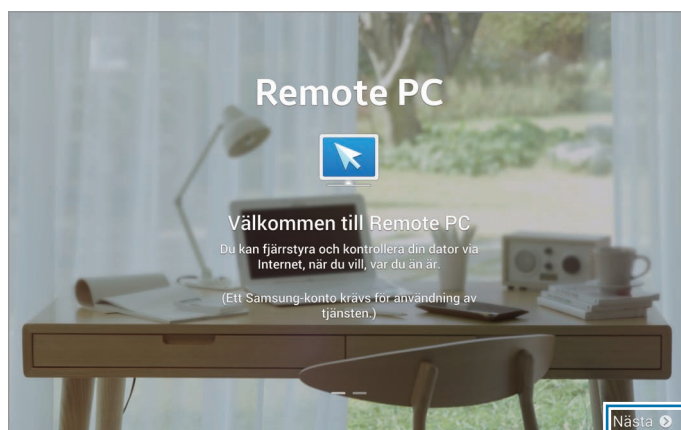 Remote PC
Välkommen till Remote PC
Du kan fjärrstyra och kontrollera din dator via
Internet, när du vill, var du än är.
(Ett Samsung-konto krävs för användning av
tjänsten.)
Nästa